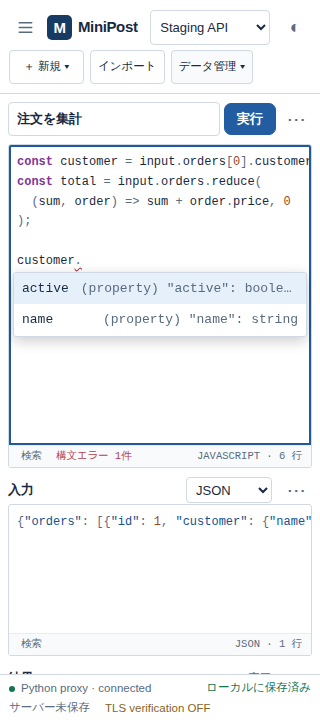 M MiniPost Staging API
+ 新規 ▾ インポート データ管理 ▾
注文を集計 実行 ...
const customer = input.orders[0].customer
const total = input.orders.reduce(
(sum, order) => sum + order.price, 0
);
customer.
active (property) "active": boole…
name (property) "name": string
検索 構文エラー 1件 JAVASCRIPT · 6 行
入力 JSON ...
{"orders": [{"id": 1, "customer": {"name"
検索 JSON · 1 行
Python proxy · connected ローカルに保存済み
サーバー未保存 TLS verification OFF